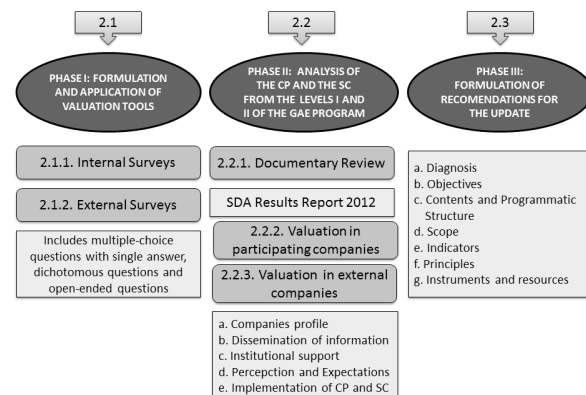 2.1
PHASE I: FORMULATION
AND APPLICATION OF
VALUATION TOOLS
2.1.1. Internal Surveys
2.1.2. External Surveys
Includes multiple-choice
questions with single answer,
dichotomous questions and
open-ended questions
2.2
PHASE II: ANALYSIS OF
THE CP AND THE SC
FROM THE LEVELS I AND
II OF THE GAE PROGRAM
2.2.1. Documentary Review
SDA Results Report 2012
2.2.2. Valuation in
participating companies
2.2.3. Valuation in external
companies
a. Companies profile
b. Dissemination of information
c. Institutional support
d. Percepction and Expectations
e. Implementation of CP and SC
2.3
PHASE III:
FORMULATION OF
RECOMENDATIONS FOR
THE UPDATE
a. Diagnosis
b. Objectives
c. Contents and Programmatic
Structure
d. Scope
e. Indicators
f. Principles
g. Instruments and resources